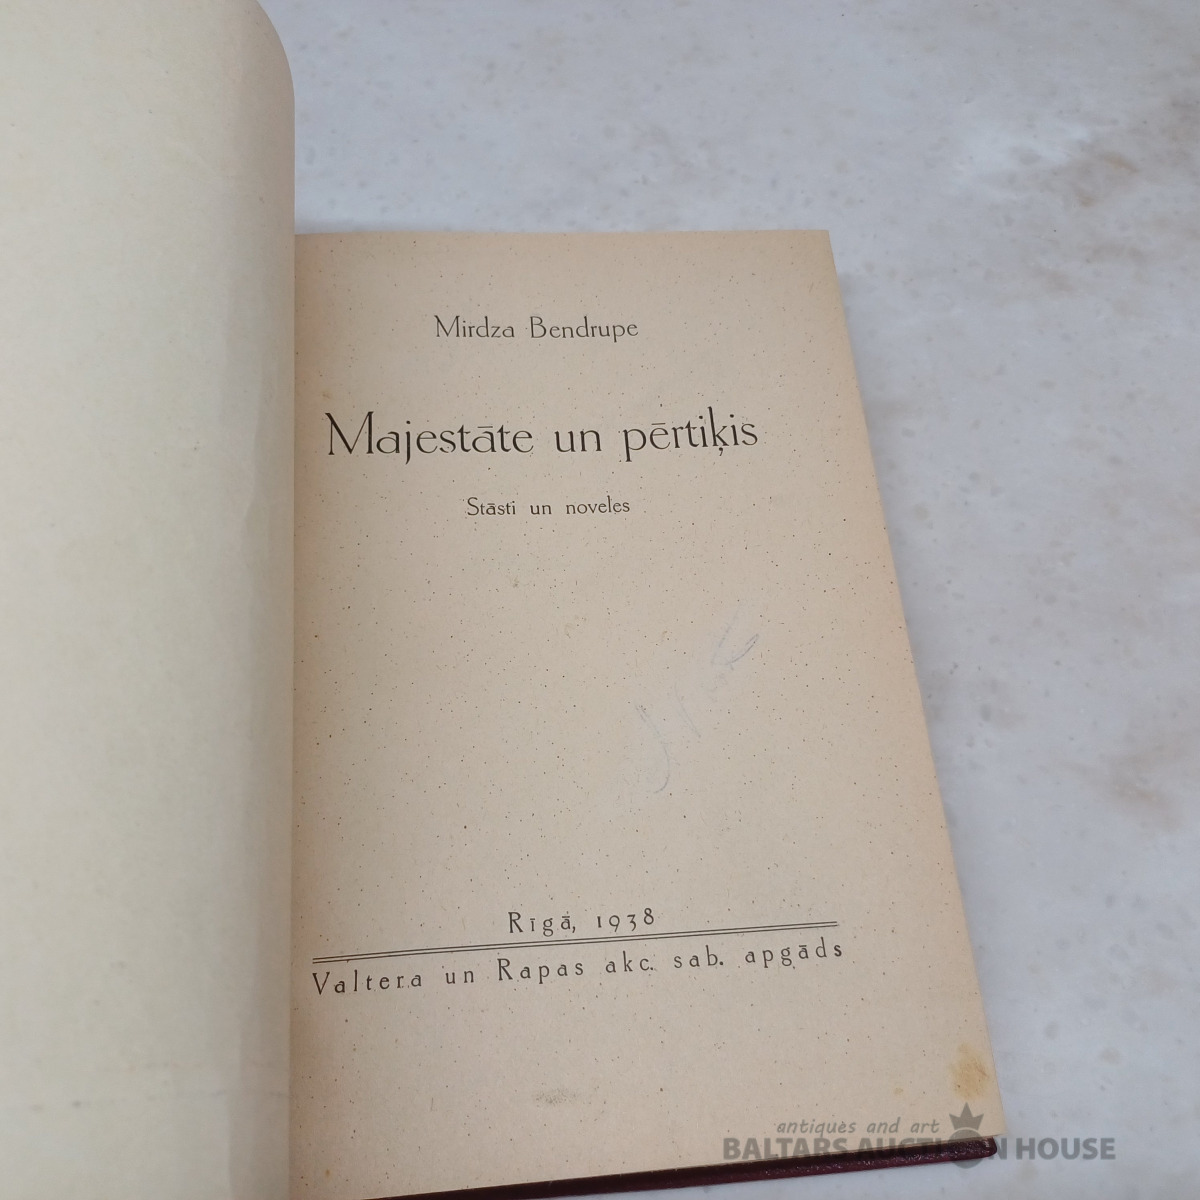 Mirdza Bendrupe
Majestāte un pērtiķis
Stāsti un noveles
Rīgā, 1938
Valtera un Rapas akc. sab. apgāds
antiques and art
BALTARS AUCTION HOUSE